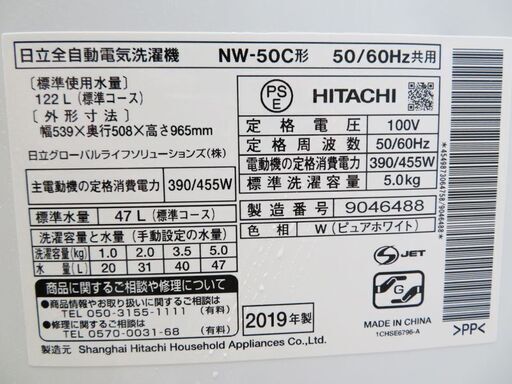 日立全自動電気洗濯機 NW-50C形 50/60Hz共用
〔標準使用水量〕
122 L (標準コース)
〔外形寸法〕
幅539×奥行508×高さ965mm
日立グローバルライフソリューションズ(株)
主電動機の定格消費電力 390/455W
標準水量 47 L (標準コース)
洗濯容量と水量 (手動設定の水量)
洗濯容量(kg) 1.0 2.0 3.5 5.0
水量(L) 20 31 40 47
商品に関するご相談は
●商品のお買物やお取り扱いに関するご相談は
TEL 050-3155-1111 (有料)
●修理に関するご相談は
TEL 0570-0031-68 (有料)
2019年製
製造元 Shanghai Hitachi Household Appliances Co.,Ltd.
PS
E
HITACHI
定格電圧 100V
定格周波数 50/60Hz
電動機の定格消費電力 390/455W
標準洗濯容量 5.0kg
製造番号 9046488
色相 W (ピュアホワイト)
S JET
G
MADE IN CHINA
1CHSE6796-A
>PP<
*4549873064758/9046488*